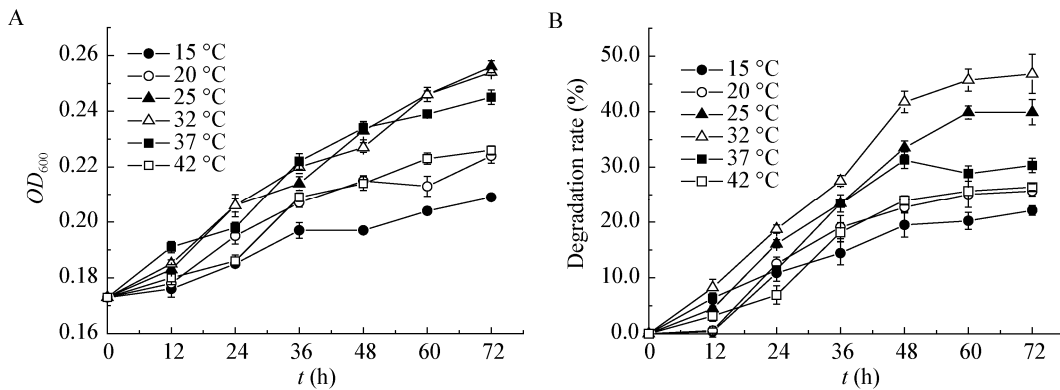 A
0.26
0.24
0.22
0.20
0.18
0.16
OD600
15 °C
20 °C
25 °C
32 °C
37 °C
42 °C
0 12 24 36 48 60 72
t (h)
B
50.0
40.0
30.0
20.0
10.0
0.0
Degradation rate (%)
15 °C
20 °C
25 °C
32 °C
37 °C
42 °C
0 12 24 36 48 60 72
t (h)